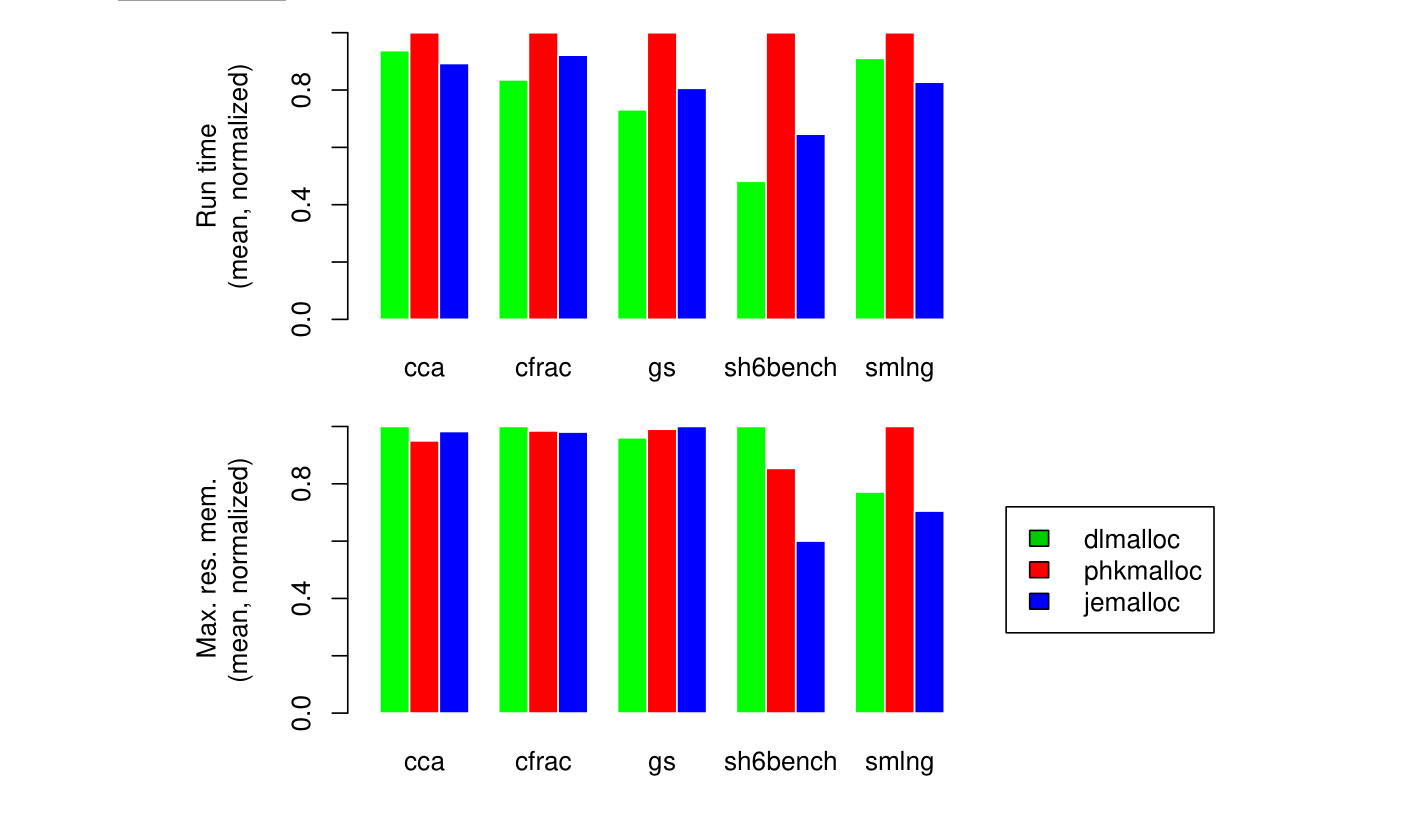 Run time
(mean, normalized)
0.0 0.4 0.8
cca cfrac gs sh6bench smlng
Max. res. mem.
(mean, normalized)
0.0 0.4 0.8
cca cfrac gs sh6bench smlng
dlmalloc
phkmalloc
jemalloc